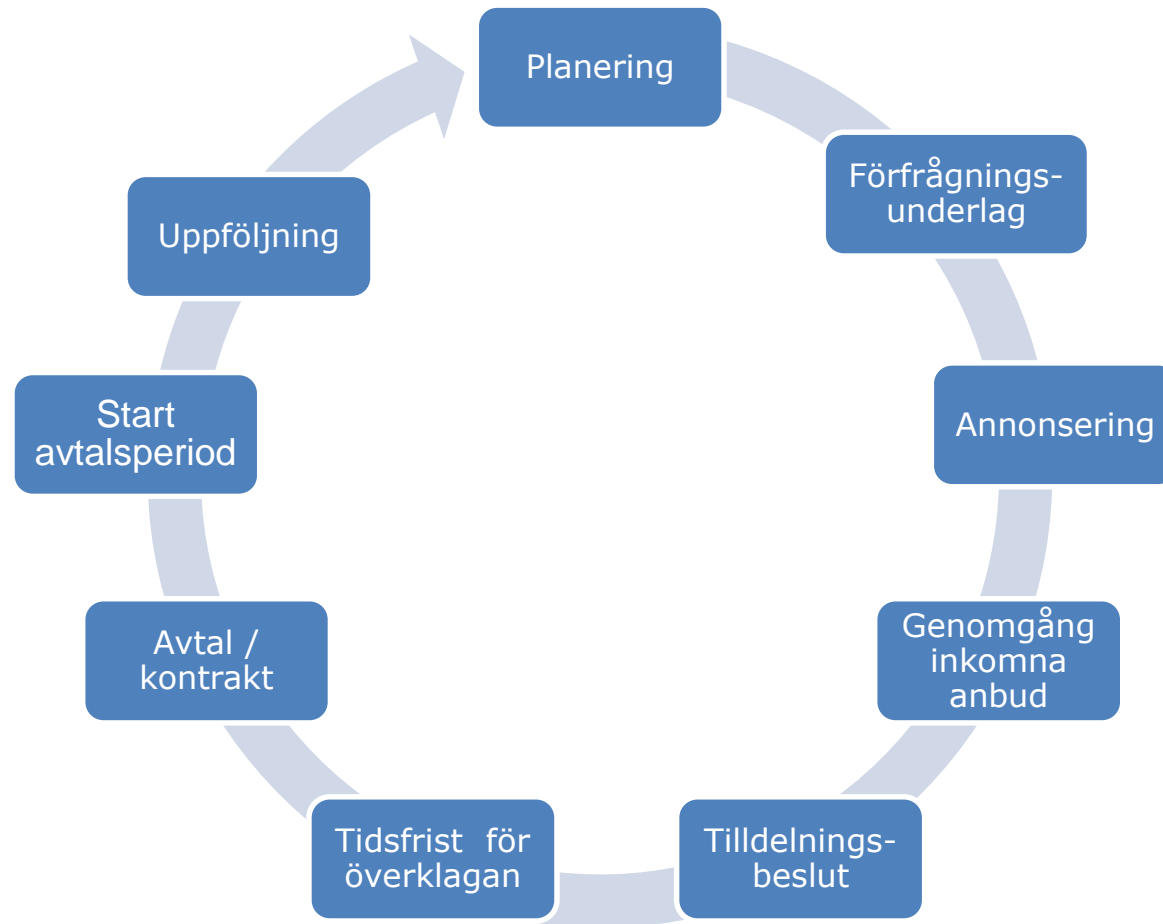 Planering
Förfrågnings-
underlag
Annonsering
Genomgång
inkomna
anbud
Tilldelnings-
beslut
Tidsfrist för
överklagan
Avtal /
kontrakt
Start
avtalsperiod
Uppföljning